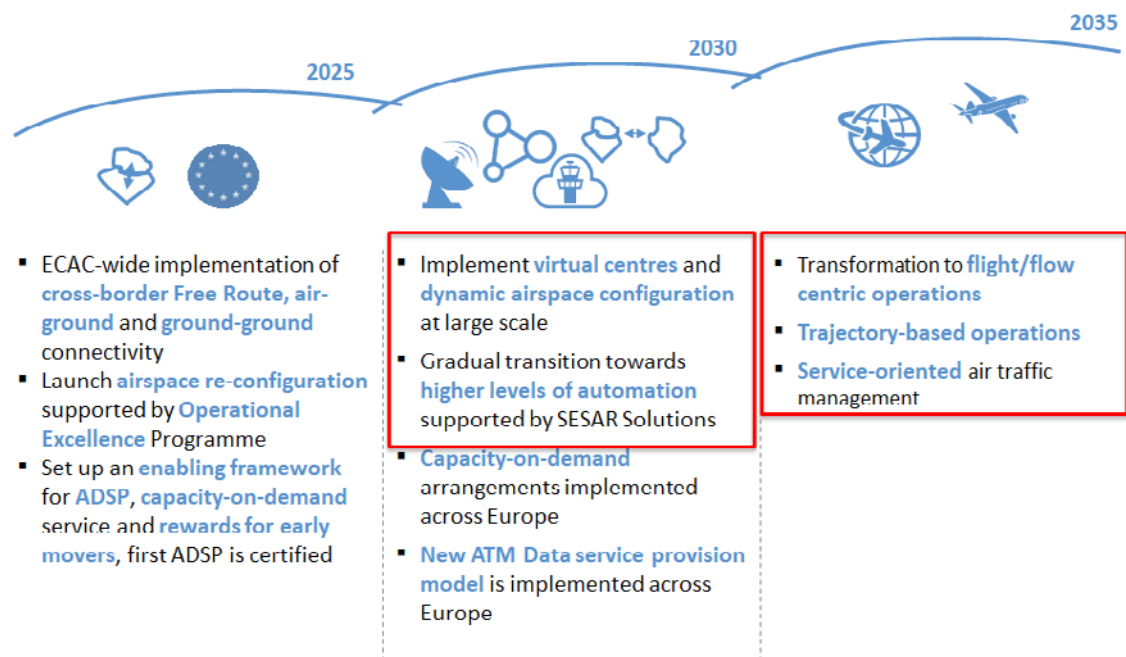 2025
2030
2035
▪ ECAC-wide implementation of
cross-border Free Route, air-
ground and ground-ground
connectivity
▪ Launch airspace re-configuration
supported by Operational
Excellence Programme
▪ Set up an enabling framework
for ADSP, capacity-on-demand
service and rewards for early
movers, first ADSP is certified
▪ Implement virtual centres and
dynamic airspace configuration
at large scale
▪ Gradual transition towards
higher levels of automation
supported by SESAR Solutions
▪ Capacity-on-demand
arrangements implemented
across Europe
▪ New ATM Data service provision
model is implemented across
Europe
▪ Transformation to flight/flow
centric operations
▪ Trajectory-based operations
▪ Service-oriented air traffic
management